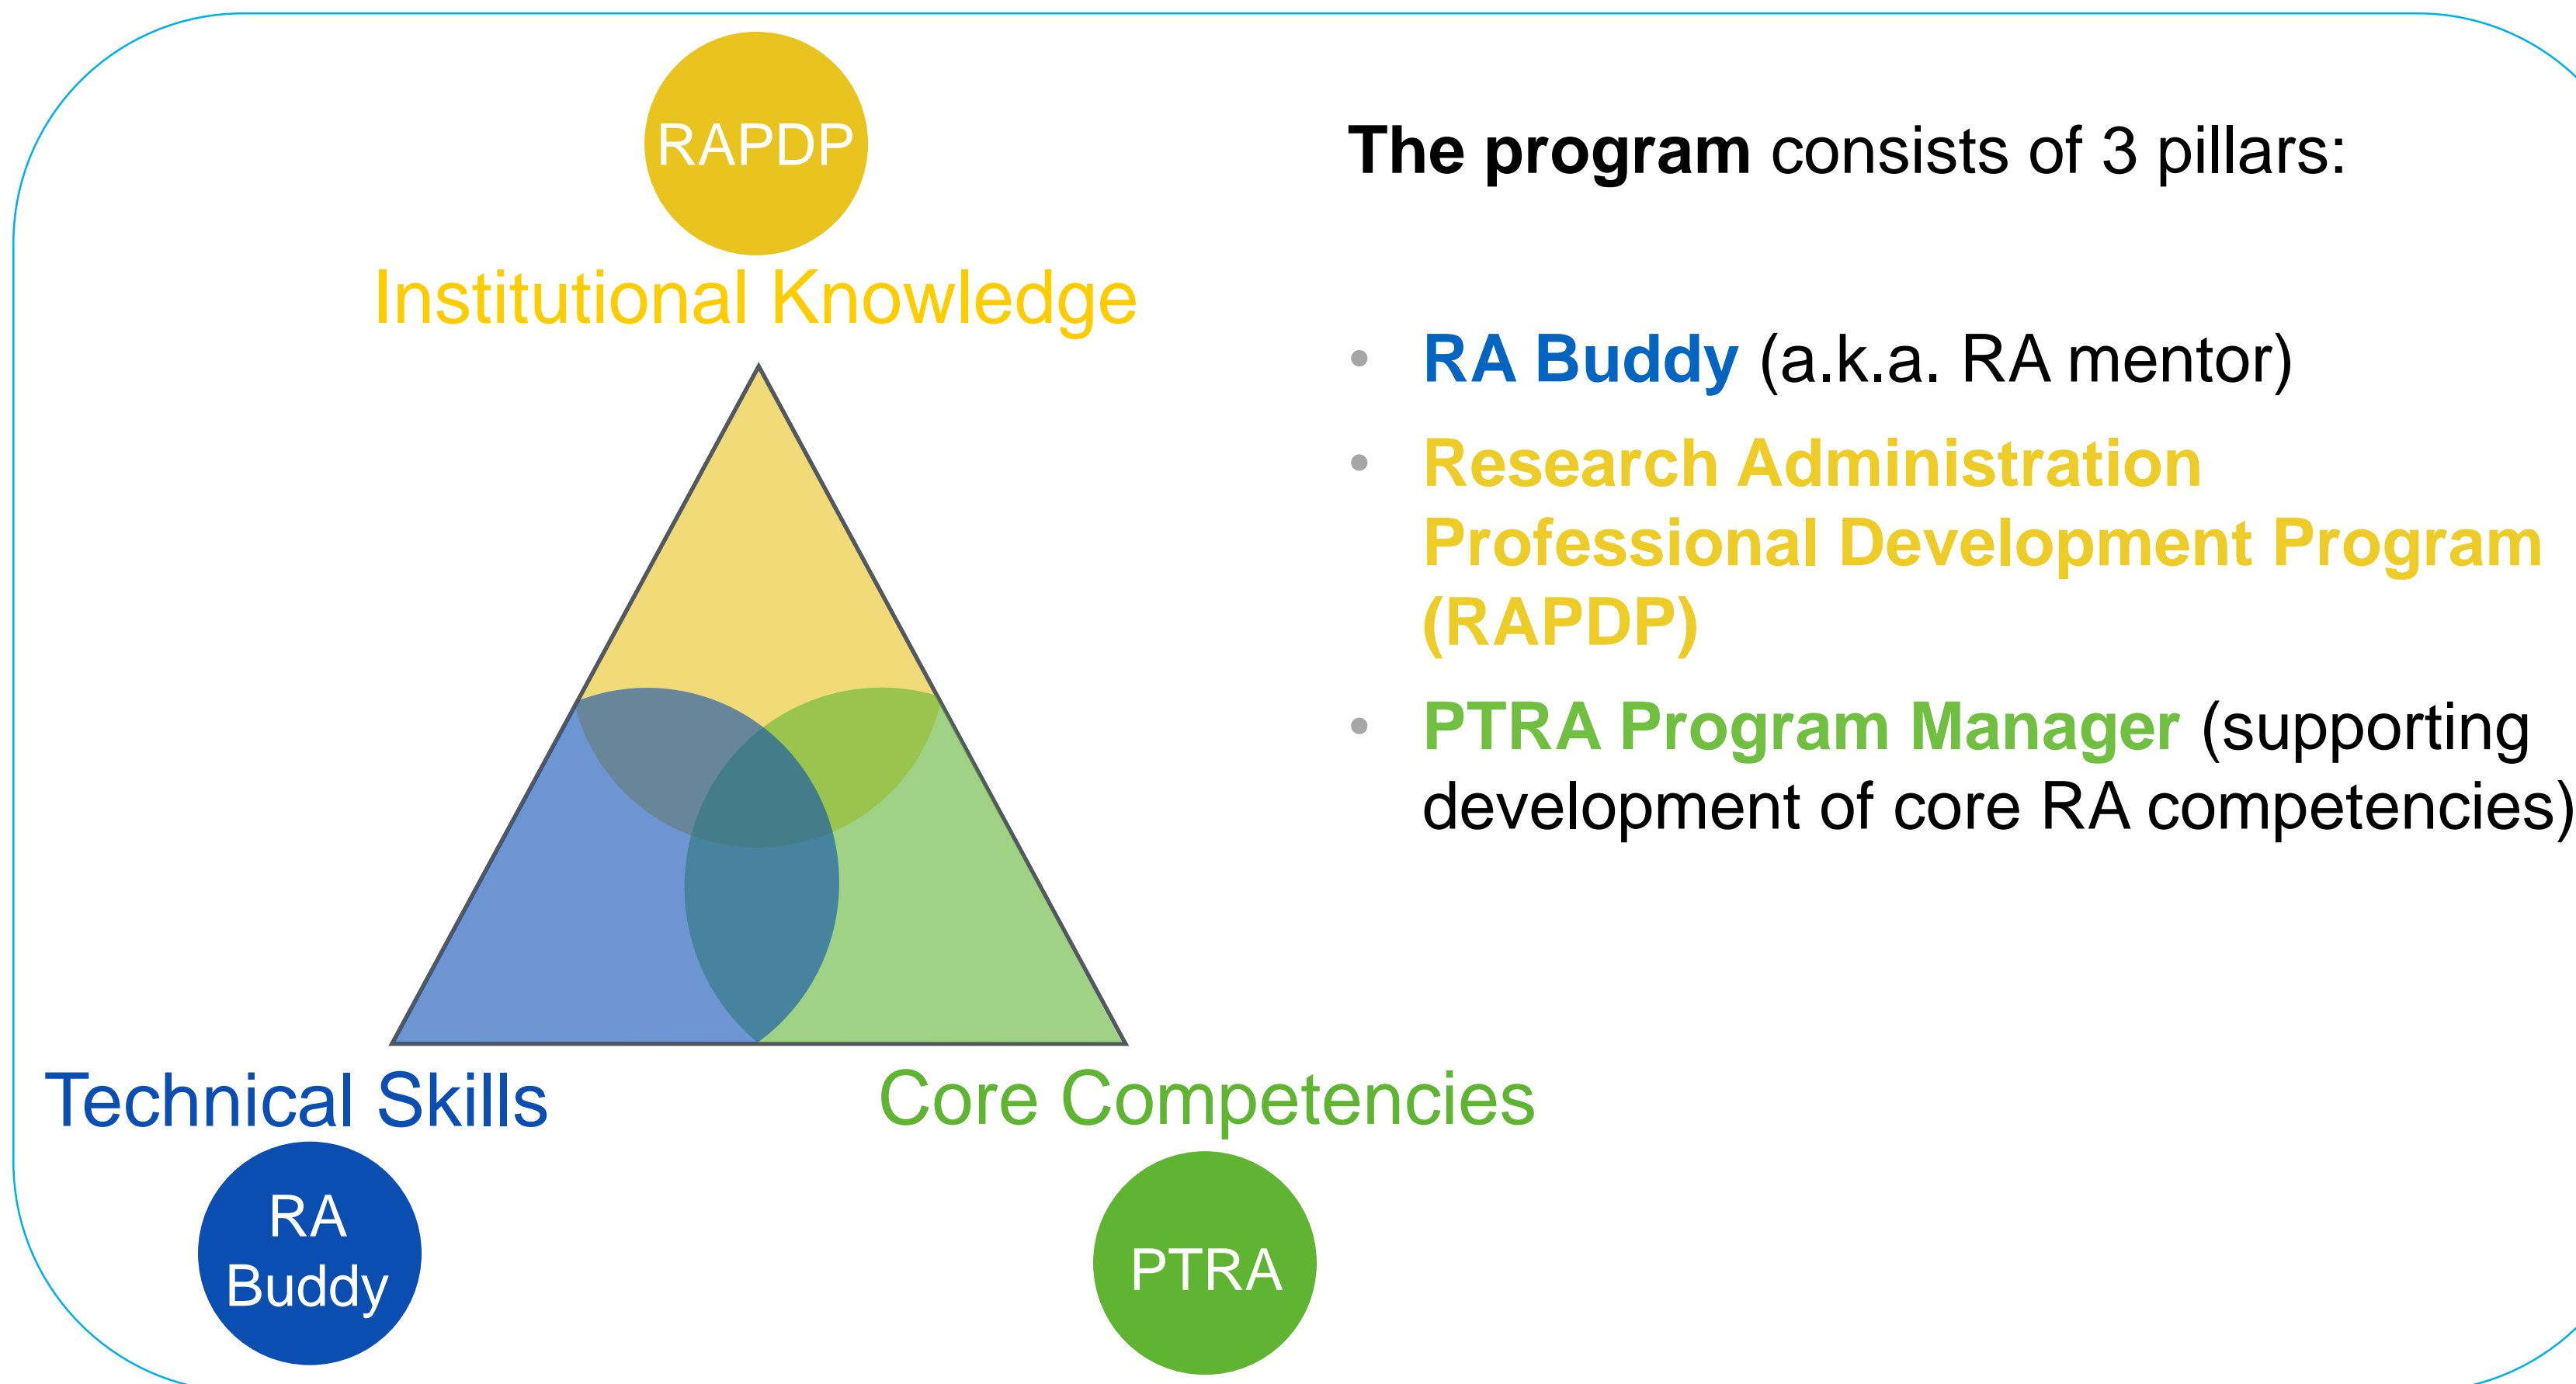 RAPDP
Institutional Knowledge
Technical Skills
RA
Buddy
Core Competencies
PTRA
The program consists of 3 pillars:
• RA Buddy (a.k.a. RA mentor)
• Research Administration
Professional Development Program
(RAPDP)
• PTRA Program Manager (supporting
development of core RA competencies)